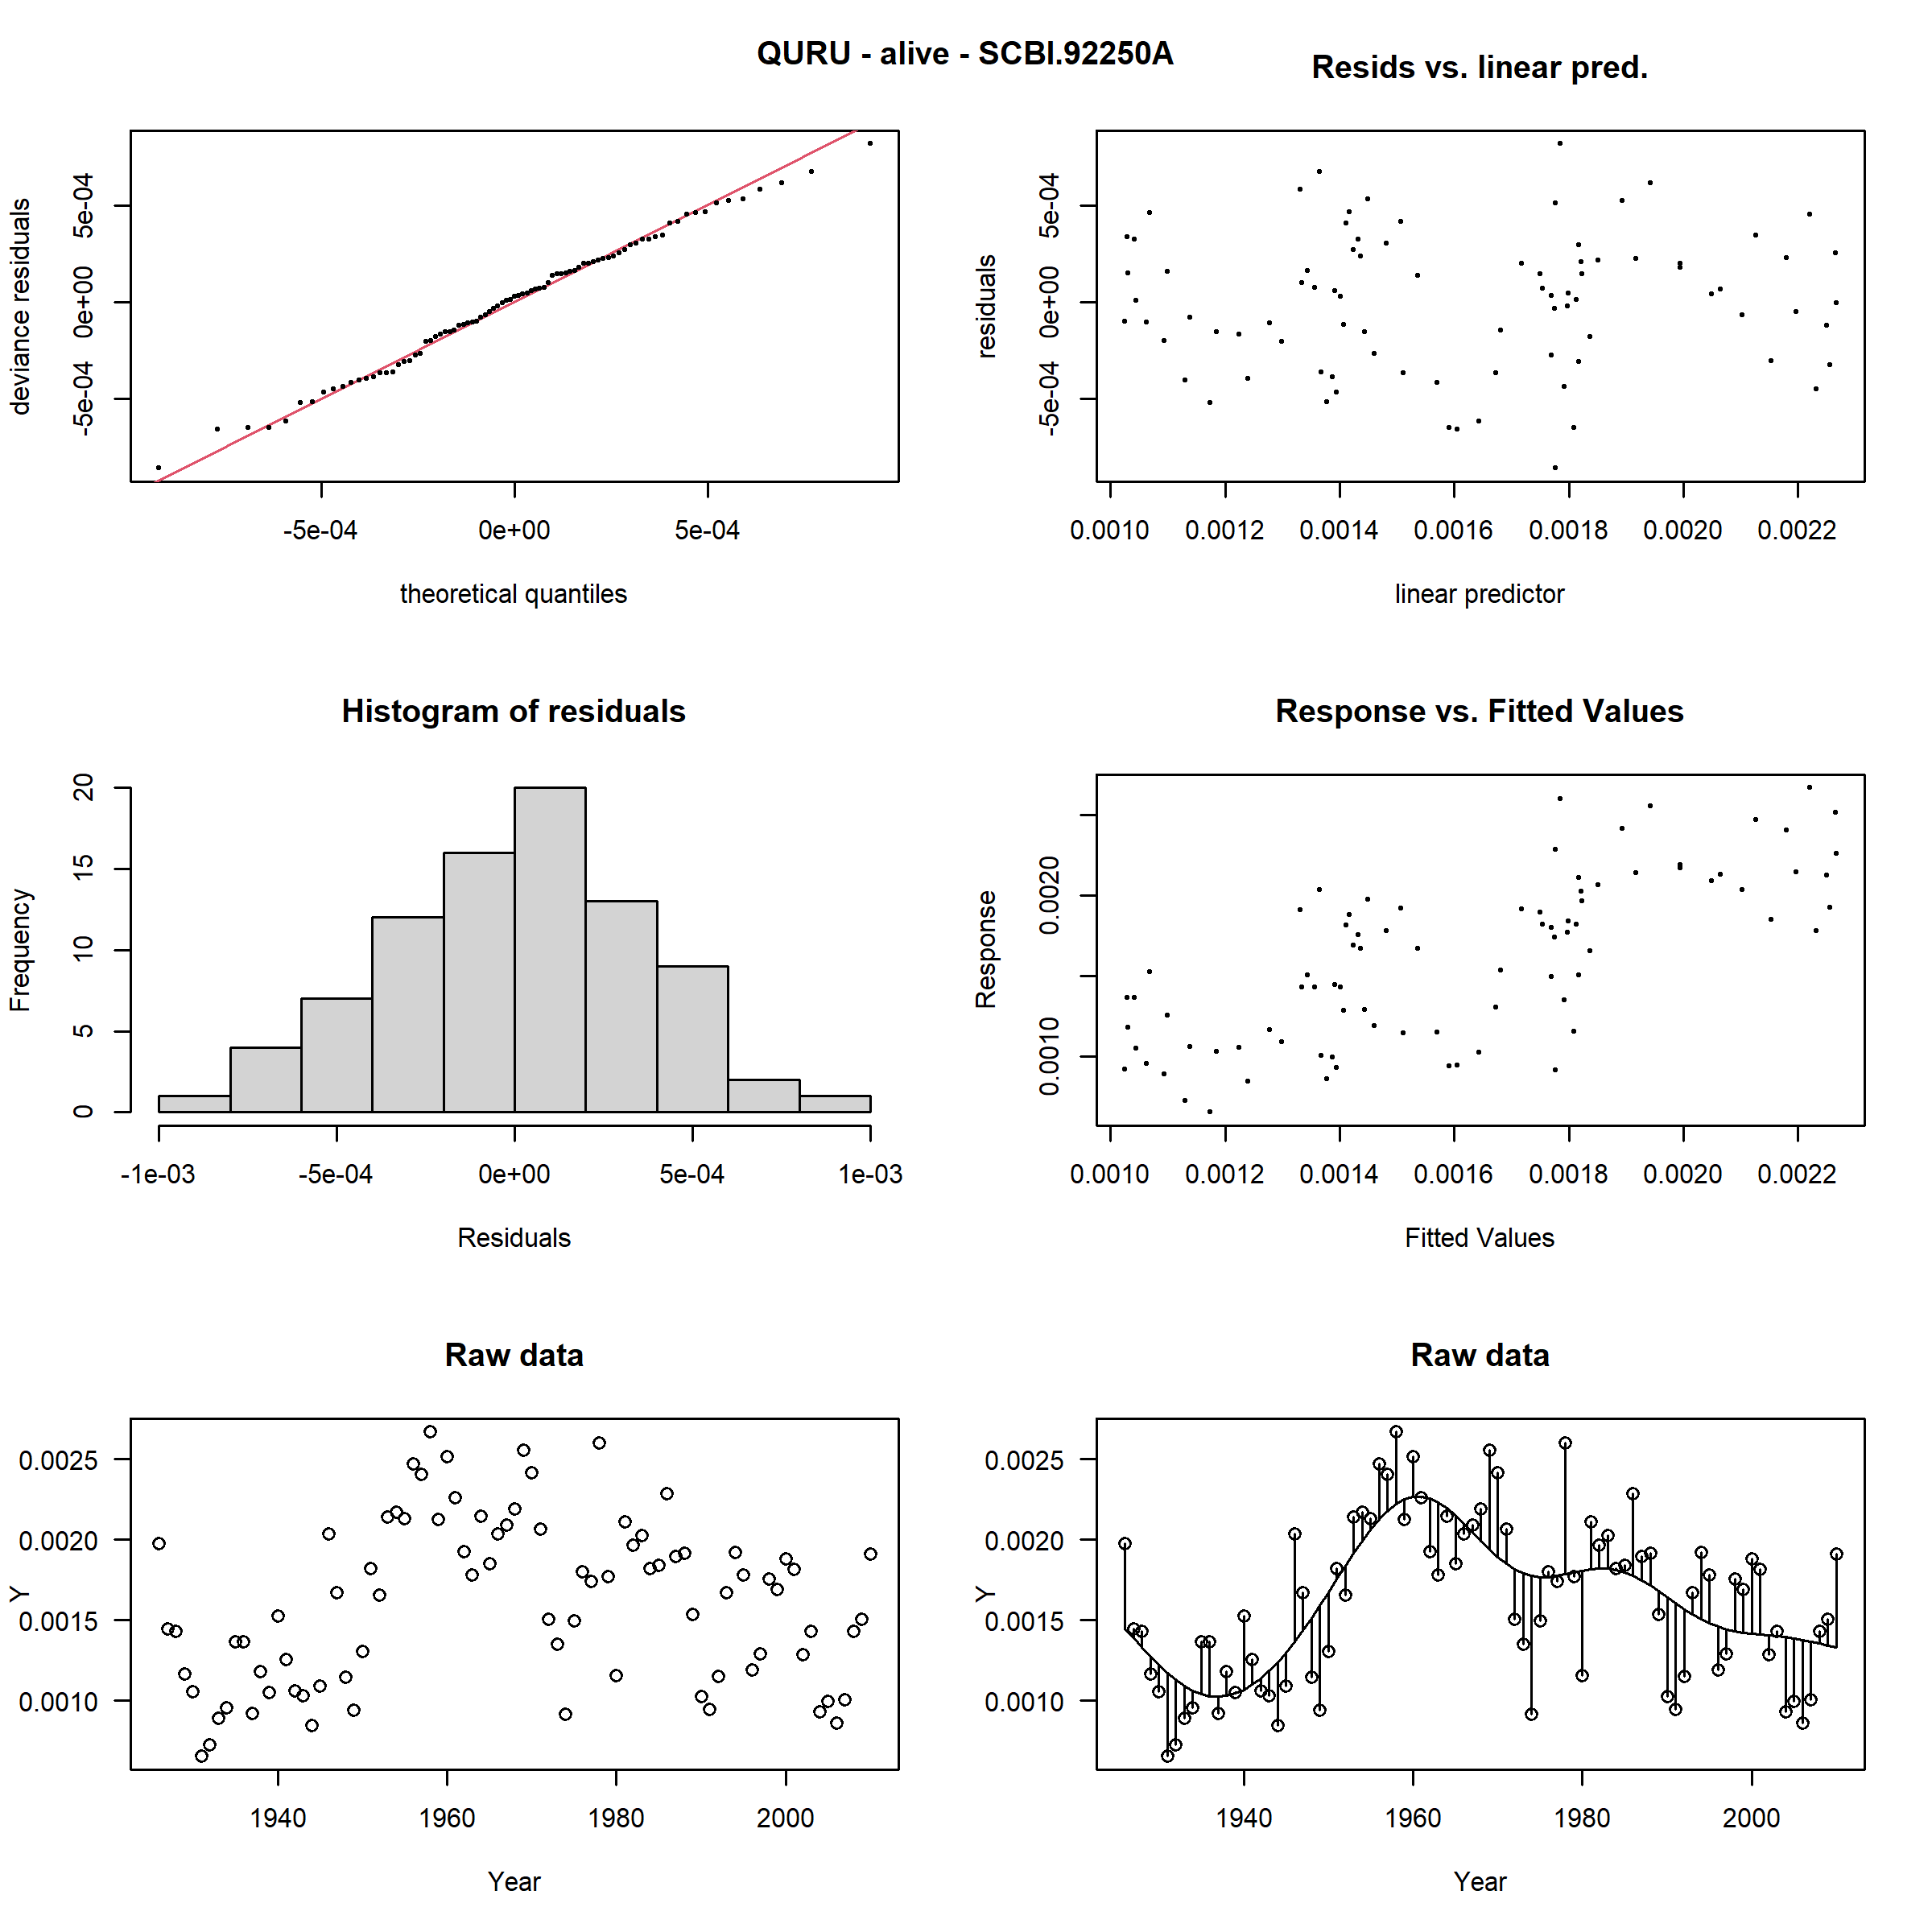 QURU - alive - SCBI.92250A
Resids vs. linear pred.
deviance residuals
-5e-04 0e+00 5e-04
-5e-04 0e+00 5e-04
theoretical quantiles
residuals
-5e-04 0e+00 5e-04
0.0010 0.0012 0.0014 0.0016 0.0018 0.0020 0.0022
linear predictor
Histogram of residuals
Frequency
0 5 10 15 20
-1e-03 -5e-04 0e+00 5e-04 1e-03
Residuals
Response vs. Fitted Values
Response
0.0010 0.0020
0.0010 0.0012 0.0014 0.0016 0.0018 0.0020 0.0022
Fitted Values
Raw data
Y
0.0025
0.0020
0.0015
0.0010
1940 1960 1980 2000
Year
Raw data
Y
0.0025
0.0020
0.0015
0.0010
1940 1960 1980 2000
Year